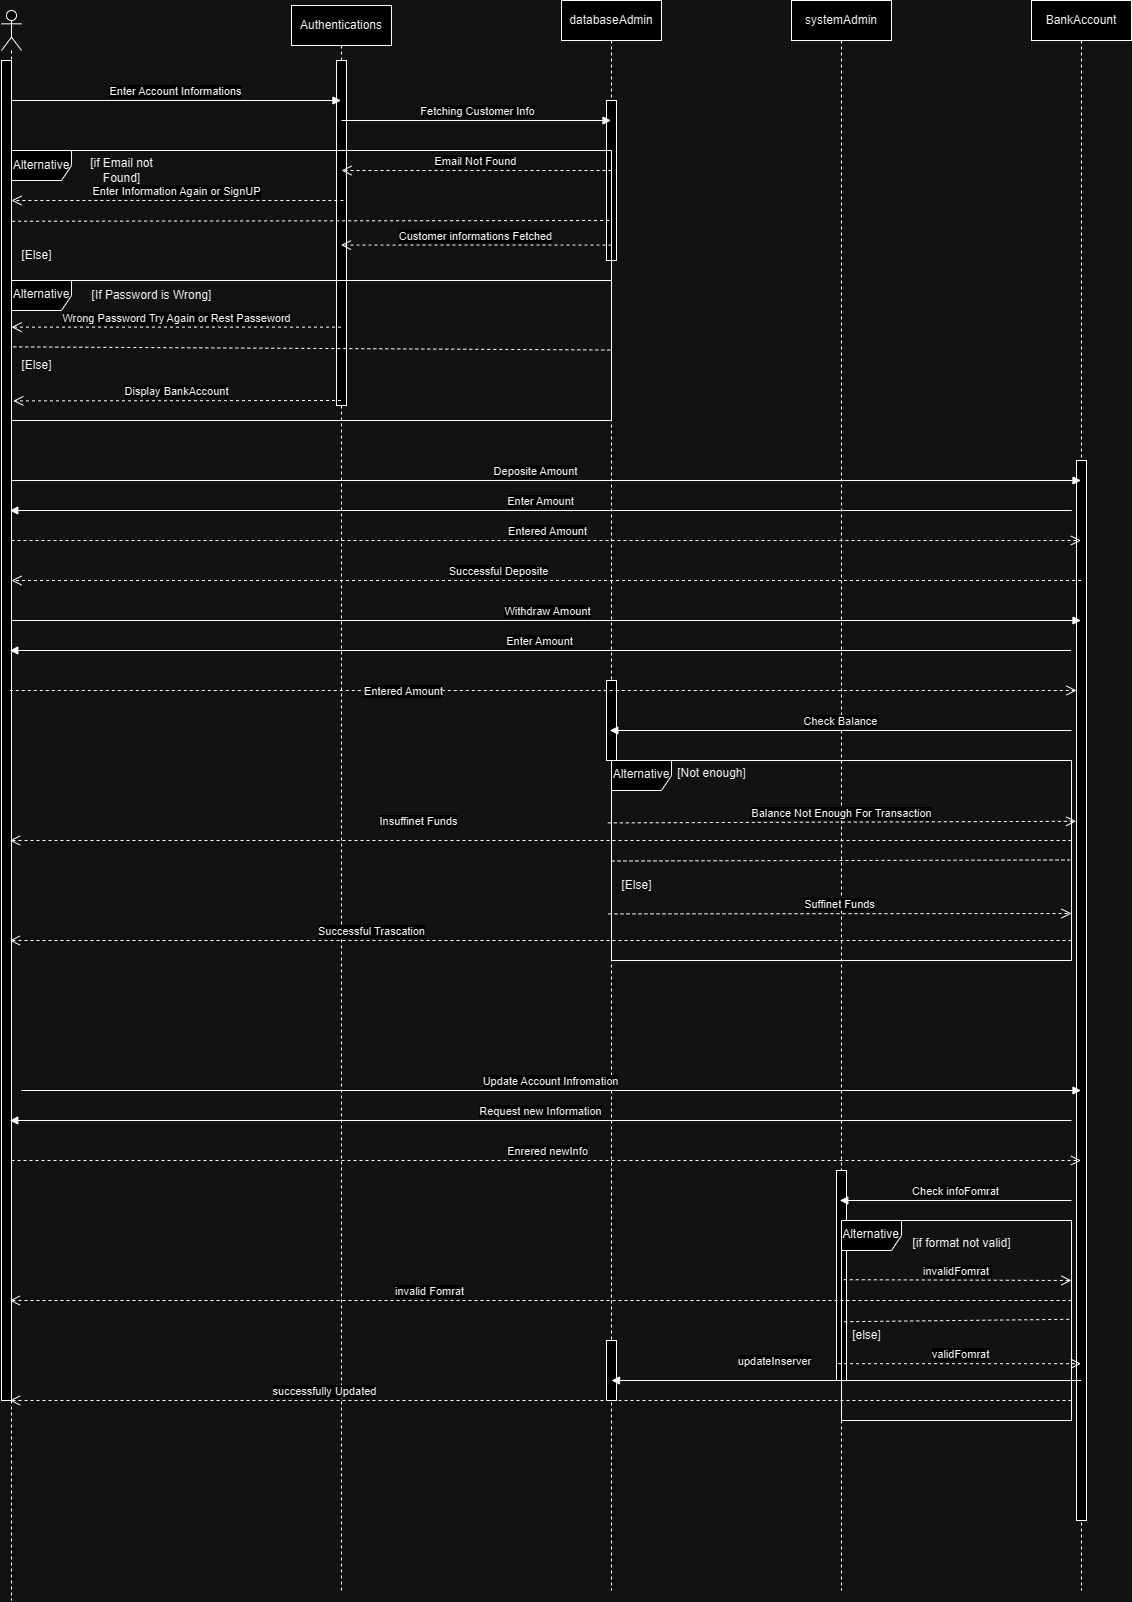 Authentications
databaseAdmin
systemAdmin
BankAccount
Enter Account Informations
Fetching Customer Info
Alternative
[if Email not
Found]
Email Not Found
Enter Information Again or SignUP
Customer informations Fetched
[Else]
Alternative
[If Password is Wrong]
Wrong Password Try Again or Rest Passeword
[Else]
Display BankAccount
Deposite Amount
Enter Amount
Entered Amount
Successful Deposite
Withdraw Amount
Enter Amount
Entered Amount
Check Balance
Alternative
[Not enough]
Balance Not Enough For Transaction
Insuffinet Funds
[Else]
Suffinet Funds
Successful Trascation
Update Account Infromation
Request new Information
Enrered newInfo
Check infoFomrat
Alternative
[if format not valid]
invalidFomrat
invalid Fomrat
[else]
validFomrat
updateInserver
successfully Updated